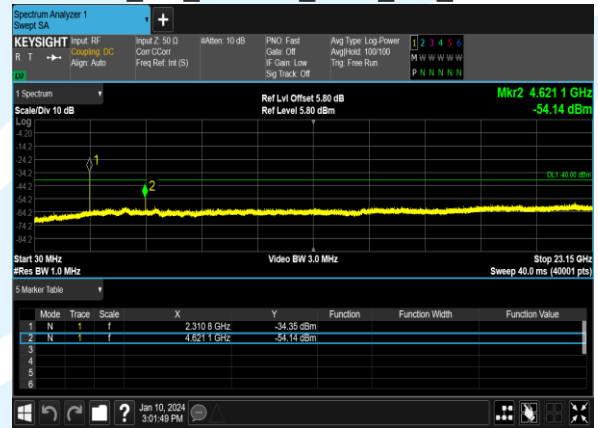 Spectrum Analyzer 1
Swept SA
+
KEYSIGHT Input: RF Input Z: 50 Ω #Atten: 10 dB PNO: Fast Avg Type: Log-Power 1 2 3 4 5 6
R T Coupling: DC Corr CCorr Gate: Off Avg|Hold: 100/100 M W W W W W
Align: Auto Freq Ref: Int (S) IF Gain: Low Trig: Free Run
Sig Track: Off P N N N N N
LXI
1 Spectrum Ref Lvl Offset 5.80 dB Mkr2 4.621 1 GHz
Scale/Div 10 dB Ref Level 5.80 dBm -54.14 dBm
Log
-4.20
-14.2
1
-24.2
-34.2 DL1 -40.00 dBm
2
-44.2
-54.2
-64.2
-74.2
-84.2
Start 30 MHz Video BW 3.0 MHz Stop 23.15 GHz
#Res BW 1.0 MHz Sweep 40.0 ms (40001 pts)
5 Marker Table
Mode Trace Scale X Y Function Function Width Function Value
1 N 1 f 2.310 8 GHz -34.35 dBm
2 N 1 f 4.621 1 GHz -54.14 dBm
3
4
5
6
? Jan 10, 2024
3:01:49 PM